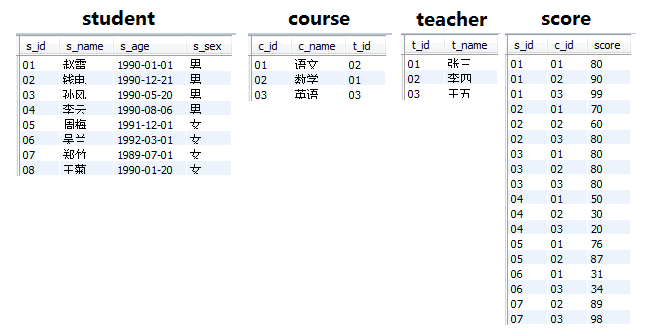 student
s_id s_name s_age s_sex
01 赵雷 1990-01-01 男
02 钱电 1990-12-21 男
03 孙风 1990-05-20 男
04 李云 1990-08-06 男
05 周梅 1991-12-01 女
06 吴兰 1992-03-01 女
07 郑竹 1989-07-01 女
08 王菊 1990-01-20 女
course
c_id c_name t_id
01 语文 02
02 数学 01
03 英语 03
teacher
t_id t_name
01 张三
02 李四
03 王五
score
s_id c_id score
01 01 80
01 02 90
01 03 99
02 01 70
02 02 60
02 03 80
03 01 80
03 02 80
03 03 80
04 01 50
04 02 30
04 03 20
05 01 76
05 02 87
06 01 31
06 03 34
07 02 89
07 03 98